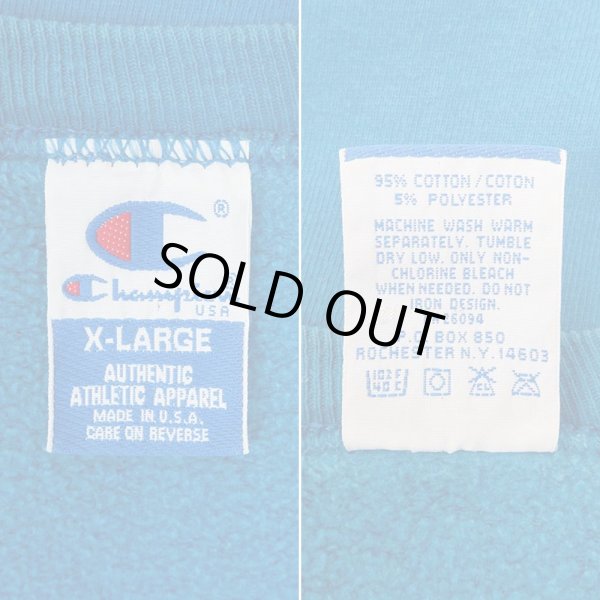 ®
Champion
USA
X-LARGE
AUTHENTIC
ATHLETIC APPAREL
MADE IN U.S.A.
CARE ON REVERSE
95% COTTON/COTON
5% POLYESTER
MACHINE WASH WARM
SEPARATELY. TUMBLE
DRY LOW. ONLY NON-
CHLORINE BLEACH
WHEN NEEDED. DO NOT
IRON DESIGN.
P.O. BOX 850
ROCHESTER N.Y. 14603
SOLD OUT